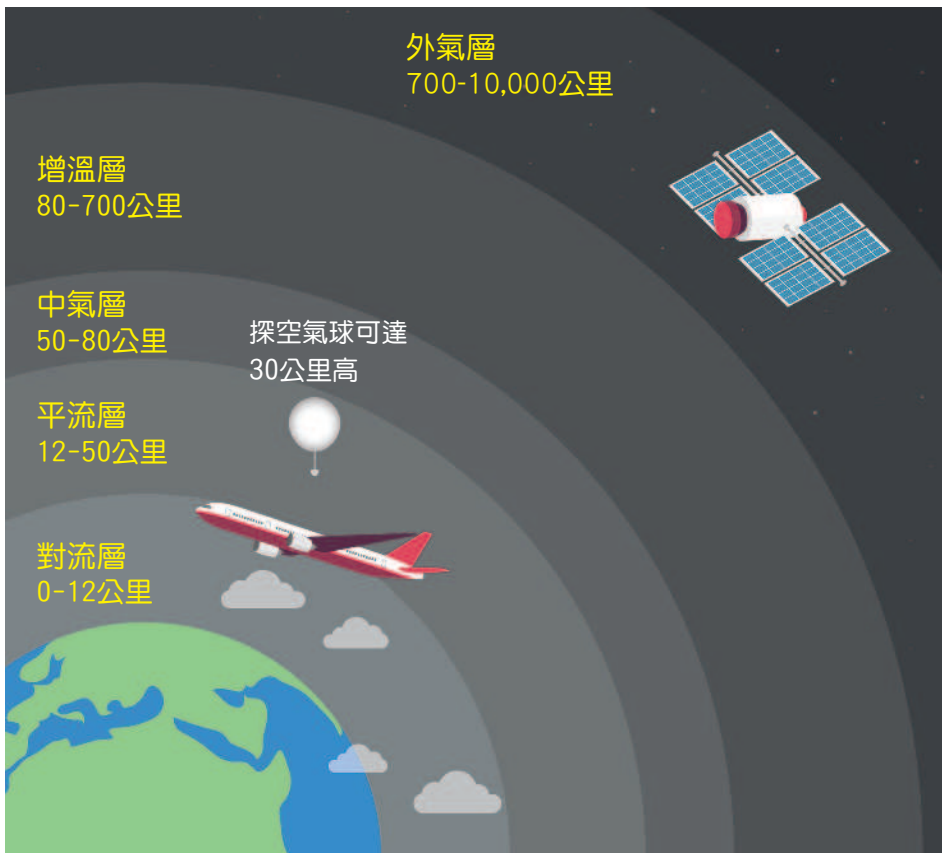 外氣層
700-10,000公里
增溫層
80-700公里
中氣層
50-80公里
探空氣球可達
30公里高
平流層
12-50公里
對流層
0-12公里